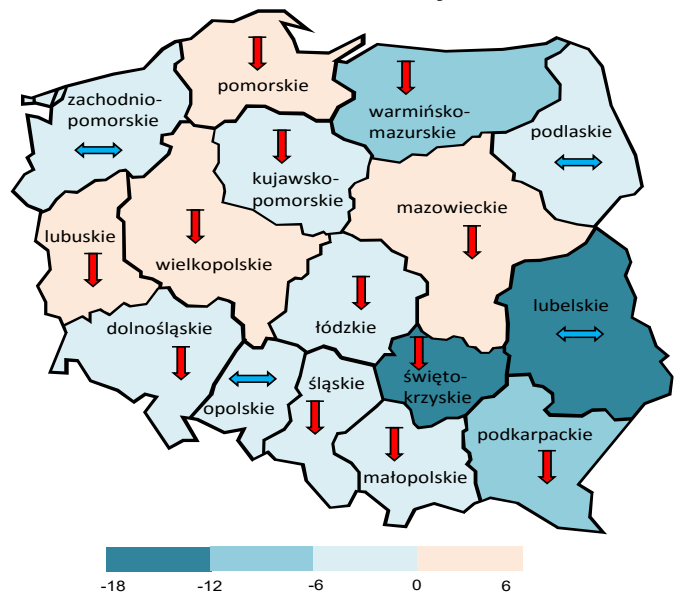 pomorskie
zachodnio-
pomorskie
warmińsko-
mazurskie
podlaskie
kujawsko-
pomorskie
mazowieckie
lubuskie
wielkopolskie
lubelskie
dolnośląskie
łódzkie
śląskie
święto-
krzyskie
opolskie
podkarpackie
małopolskie
-18 -12 -6 0 6